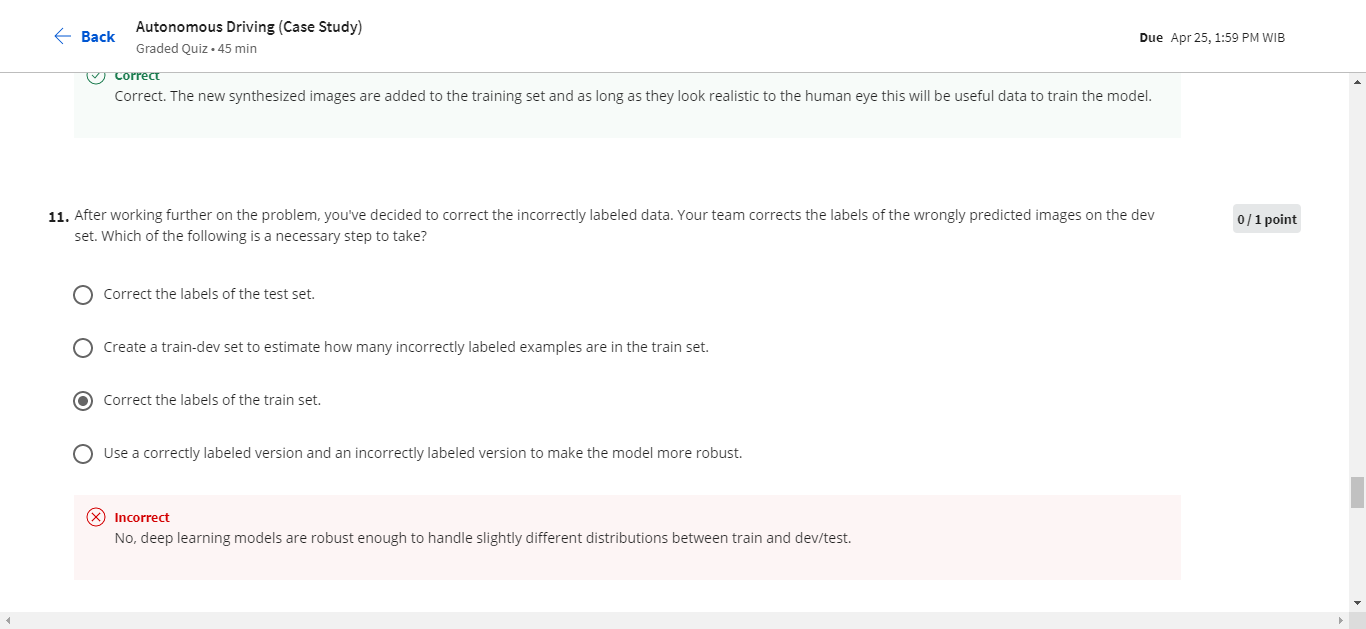 Back
Autonomous Driving (Case Study)
Graded Quiz • 45 min
Due Apr 25, 1:59 PM WIB
Correct
Correct. The new synthesized images are added to the training set and as long as they look realistic to the human eye this will be useful data to train the model.
11. After working further on the problem, you've decided to correct the incorrectly labeled data. Your team corrects the labels of the wrongly predicted images on the dev
set. Which of the following is a necessary step to take?
0 / 1 point
Correct the labels of the test set.
Create a train-dev set to estimate how many incorrectly labeled examples are in the train set.
Correct the labels of the train set.
Use a correctly labeled version and an incorrectly labeled version to make the model more robust.
Incorrect
No, deep learning models are robust enough to handle slightly different distributions between train and dev/test.